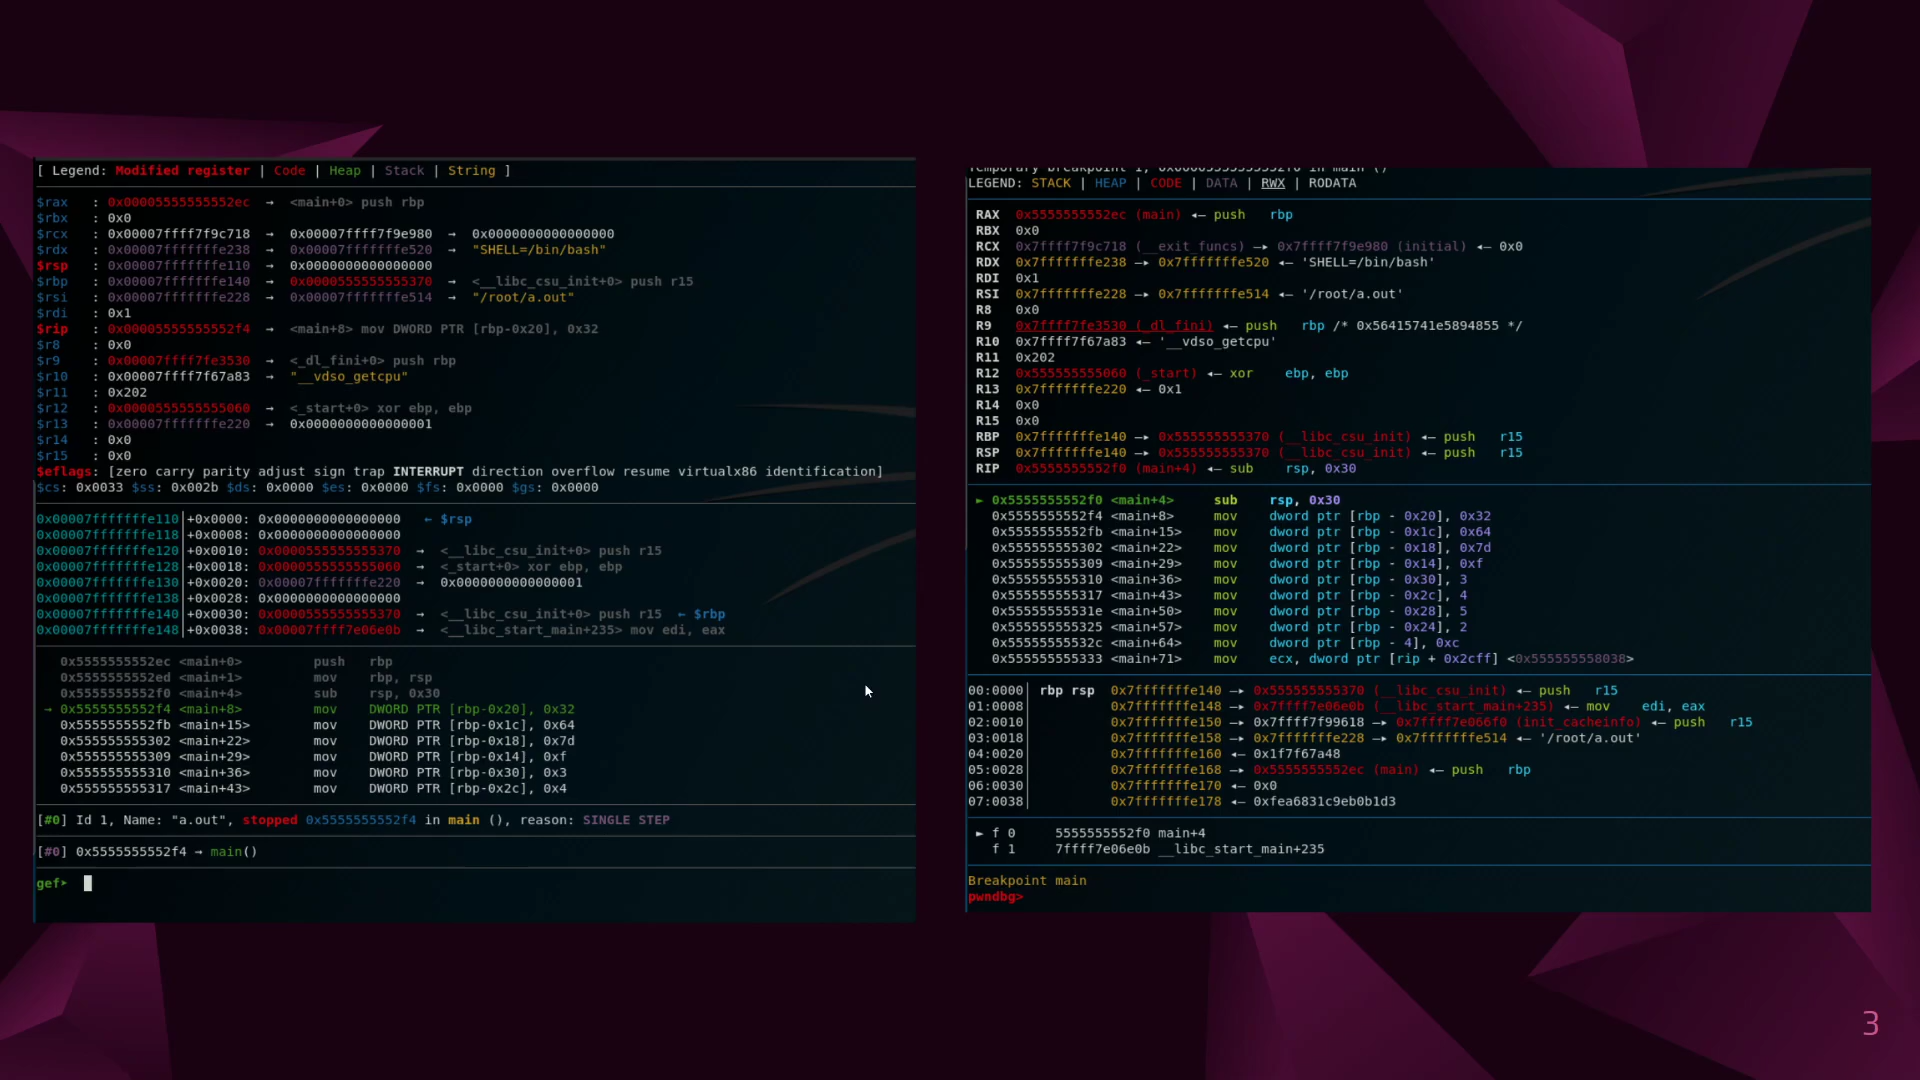 [ Legend: Modified register | Code | Heap | Stack | String ]
$rax : 0x00005555555552ec → <main+0> push rbp
$rbx : 0x0
$rcx : 0x00007ffff7f9c718 → 0x00007ffff7f9e980 → 0x0000000000000000
$rdx : 0x00007fffffffe238 → 0x00007fffffffe520 → "SHELL=/bin/bash"
$rsp : 0x00007fffffffe110 → 0x0000000000000000
$rbp : 0x00007fffffffe140 → 0x0000555555555370 → <__libc_csu_init+0> push r15
$rsi : 0x00007fffffffe228 → 0x00007fffffffe514 → "/root/a.out"
$rdi : 0x1
$rip : 0x00005555555552f4 → <main+8> mov DWORD PTR [rbp-0x20], 0x32
$r8 : 0x0
$r9 : 0x00007ffff7fe3530 → <_dl_fini+0> push rbp
$r10 : 0x00007ffff7f67a83 → "__vdso_getcpu"
$r11 : 0x202
$r12 : 0x0000555555555060 → <_start+0> xor ebp, ebp
$r13 : 0x00007fffffffe220 → 0x0000000000000001
$r14 : 0x0
$r15 : 0x0
$eflags: [zero carry parity adjust sign trap INTERRUPT direction overflow resume virtualx86 identification]
$cs: 0x0033 $ss: 0x002b $ds: 0x0000 $es: 0x0000 $fs: 0x0000 $gs: 0x0000
0x00007fffffffe110│+0x0000: 0x0000000000000000 ← $rsp
0x00007fffffffe118│+0x0008: 0x0000000000000000
0x00007fffffffe120│+0x0010: 0x0000555555555370 → <__libc_csu_init+0> push r15
0x00007fffffffe128│+0x0018: 0x0000555555555060 → <_start+0> xor ebp, ebp
0x00007fffffffe130│+0x0020: 0x00007fffffffe220 → 0x0000000000000001
0x00007fffffffe138│+0x0028: 0x0000000000000000
0x00007fffffffe140│+0x0030: 0x0000555555555370 → <__libc_csu_init+0> push r15 ← $rbp
0x00007fffffffe148│+0x0038: 0x00007ffff7e06e0b → <__libc_start_main+235> mov edi, eax
0x5555555552ec <main+0> push rbp
0x5555555552ed <main+1> mov rbp, rsp
0x5555555552f0 <main+4> sub rsp, 0x30
→ 0x5555555552f4 <main+8> mov DWORD PTR [rbp-0x20], 0x32
0x5555555552fb <main+15> mov DWORD PTR [rbp-0x1c], 0x64
0x555555555302 <main+22> mov DWORD PTR [rbp-0x18], 0x7d
0x555555555309 <main+29> mov DWORD PTR [rbp-0x14], 0xf
0x555555555310 <main+36> mov DWORD PTR [rbp-0x30], 0x3
0x555555555317 <main+43> mov DWORD PTR [rbp-0x2c], 0x4
[#0] Id 1, Name: "a.out", stopped 0x5555555552f4 in main (), reason: SINGLE STEP
[#0] 0x5555555552f4 → main()
gef➤
Temporary breakpoint 1, 0x00005555555552f0 in main ()
LEGEND: STACK | HEAP | CODE | DATA | RWX | RODATA
RAX 0x5555555552ec (main) ◂— push rbp
RBX 0x0
RCX 0x7ffff7f9c718 (__exit_funcs) —▸ 0x7ffff7f9e980 (initial) ◂— 0x0
RDX 0x7fffffffe238 —▸ 0x7fffffffe520 ◂— 'SHELL=/bin/bash'
RDI 0x1
RSI 0x7fffffffe228 —▸ 0x7fffffffe514 ◂— '/root/a.out'
R8 0x0
R9 0x7ffff7fe3530 (_dl_fini) ◂— push rbp /* 0x56415741e5894855 */
R10 0x7ffff7f67a83 ◂— '__vdso_getcpu'
R11 0x202
R12 0x555555555060 (_start) ◂— xor ebp, ebp
R13 0x7fffffffe220 ◂— 0x1
R14 0x0
R15 0x0
RBP 0x7fffffffe140 —▸ 0x555555555370 (__libc_csu_init) ◂— push r15
RSP 0x7fffffffe140 —▸ 0x555555555370 (__libc_csu_init) ◂— push r15
RIP 0x5555555552f0 (main+4) ◂— sub rsp, 0x30
► 0x5555555552f0 <main+4> sub rsp, 0x30
0x5555555552f4 <main+8> mov dword ptr [rbp - 0x20], 0x32
0x5555555552fb <main+15> mov dword ptr [rbp - 0x1c], 0x64
0x555555555302 <main+22> mov dword ptr [rbp - 0x18], 0x7d
0x555555555309 <main+29> mov dword ptr [rbp - 0x14], 0xf
0x555555555310 <main+36> mov dword ptr [rbp - 0x30], 3
0x555555555317 <main+43> mov dword ptr [rbp - 0x2c], 4
0x55555555531e <main+50> mov dword ptr [rbp - 0x28], 5
0x555555555325 <main+57> mov dword ptr [rbp - 0x24], 2
0x55555555532c <main+64> mov dword ptr [rbp - 4], 0xc
0x555555555333 <main+71> mov ecx, dword ptr [rip + 0x2cff] <0x555555558038>
00:0000│ rbp rsp 0x7fffffffe140 —▸ 0x555555555370 (__libc_csu_init) ◂— push r15
01:0008│ 0x7fffffffe148 —▸ 0x7ffff7e06e0b (__libc_start_main+235) ◂— mov edi, eax
02:0010│ 0x7fffffffe150 —▸ 0x7ffff7f99618 —▸ 0x7ffff7e066f0 (init_cacheinfo) ◂— push r15
03:0018│ 0x7fffffffe158 —▸ 0x7fffffffe228 —▸ 0x7fffffffe514 ◂— '/root/a.out'
04:0020│ 0x7fffffffe160 ◂— 0x1f7f67a48
05:0028│ 0x7fffffffe168 —▸ 0x5555555552ec (main) ◂— push rbp
06:0030│ 0x7fffffffe170 ◂— 0x0
07:0038│ 0x7fffffffe178 ◂— 0xfea6831c9eb0b1d3
► f 0 5555555552f0 main+4
f 1 7ffff7e06e0b __libc_start_main+235
Breakpoint main
pwndbg>
3